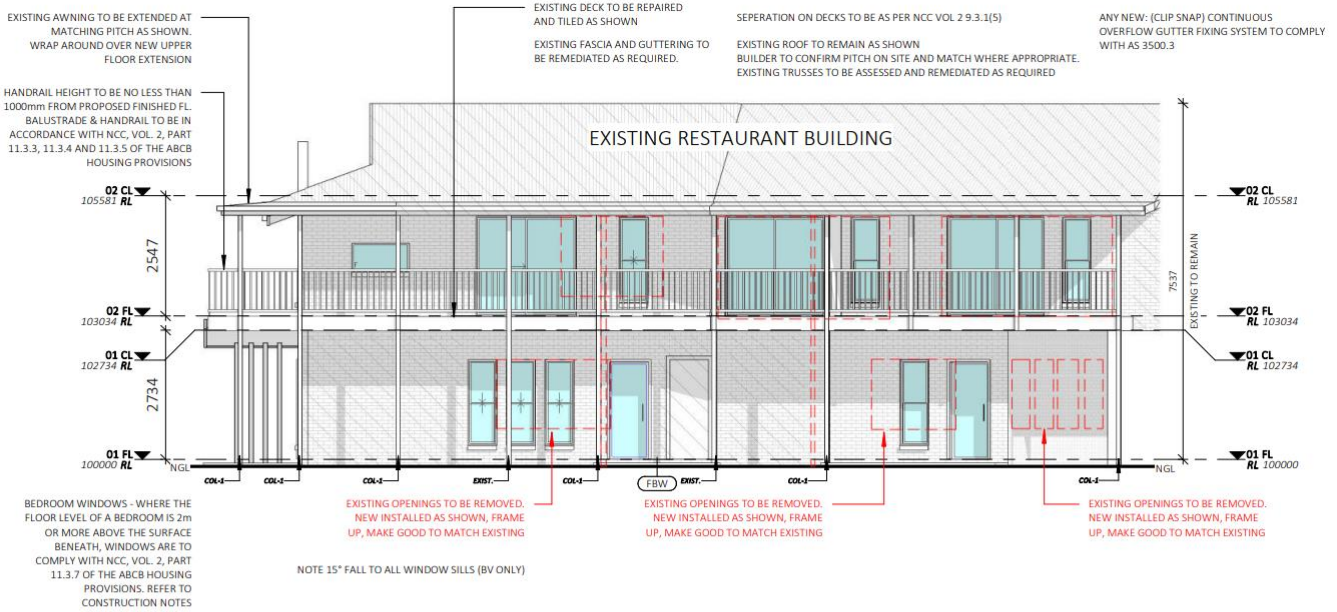 EXISTING AWNING TO BE EXTENDED AT
MATCHING PITCH AS SHOWN.
WRAP AROUND OVER NEW UPPER
FLOOR EXTENSION
HANDRAIL HEIGHT TO BE NO LESS THAN
1000mm FROM PROPOSED FINISHED FL.
BALUSTRADE & HANDRAIL TO BE IN
ACCORDANCE WITH NCC, VOL. 2, PART
11.3.3, 11.3.4 AND 11.3.5 OF THE ABCB
HOUSING PROVISIONS
EXISTING DECK TO BE REPAIRED
AND TILED AS SHOWN
EXISTING FASCIA AND GUTTERING TO
BE REMEDIATED AS REQUIRED.
SEPERATION ON DECKS TO BE AS PER NCC VOL 2 9.3.1(5)
EXISTING ROOF TO REMAIN AS SHOWN
BUILDER TO CONFIRM PITCH ON SITE AND MATCH WHERE APPROPRIATE.
EXISTING TRUSSES TO BE ASSESSED AND REMEDIATED AS REQUIRED
ANY NEW: (CLIP SNAP) CONTINUOUS
OVERFLOW GUTTER FIXING SYSTEM TO COMPLY
WITH AS 3500.3
EXISTING RESTAURANT BUILDING
02 CL
105581 RL
2547
02 FL
103034 RL
01 CL
102734 RL
2734
01 FL
100000 RL
NGL
02 CL
RL 105581
7537
EXISTING TO REMAIN
02 FL
RL 103034
01 CL
RL 102734
01 FL
RL 100000
NGL
COL-1
COL-1
COL-1
EXIST.
COL-1
FBW
EXIST.
COL-1
COL-1
BEDROOM WINDOWS - WHERE THE
FLOOR LEVEL OF A BEDROOM IS 2m
OR MORE ABOVE THE SURFACE
BENEATH, WINDOWS ARE TO
COMPLY WITH NCC, VOL. 2, PART
11.3.7 OF THE ABCB HOUSING
PROVISIONS. REFER TO
CONSTRUCTION NOTES
EXISTING OPENINGS TO BE REMOVED.
NEW INSTALLED AS SHOWN, FRAME
UP, MAKE GOOD TO MATCH EXISTING
EXISTING OPENINGS TO BE REMOVED.
NEW INSTALLED AS SHOWN, FRAME
UP, MAKE GOOD TO MATCH EXISTING
EXISTING OPENINGS TO BE REMOVED.
NEW INSTALLED AS SHOWN, FRAME
UP, MAKE GOOD TO MATCH EXISTING
NOTE 15° FALL TO ALL WINDOW SILLS (BV ONLY)